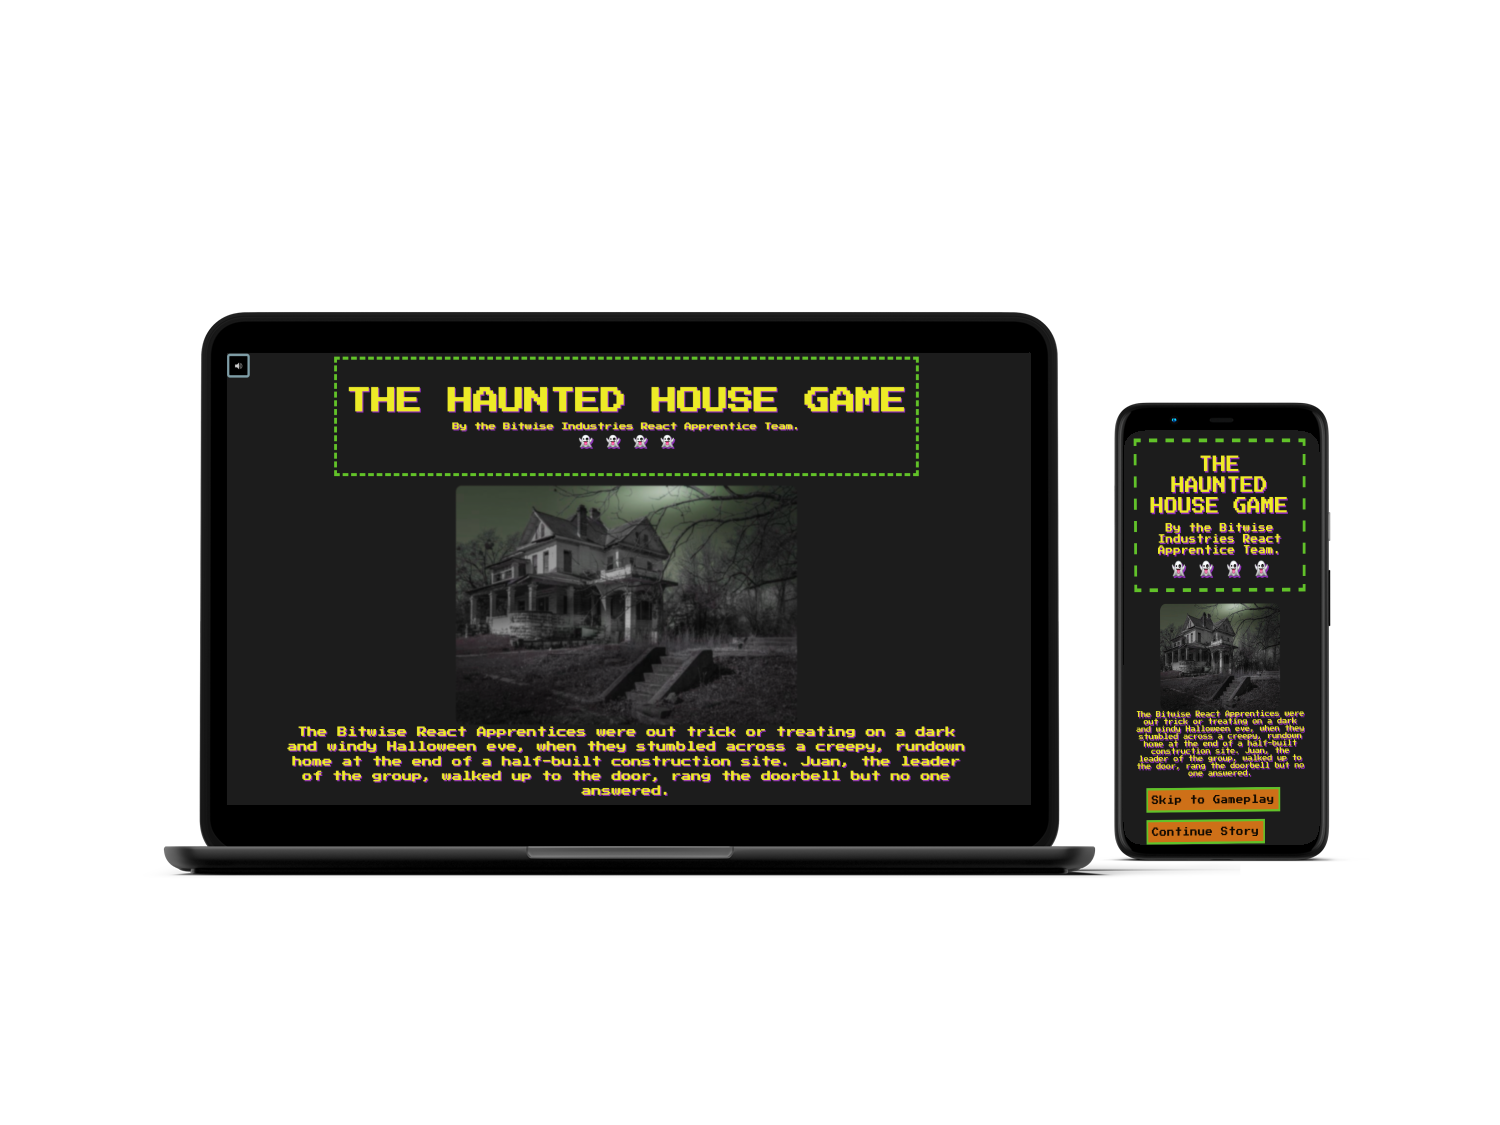 THE HAUNTED HOUSE GAME
By the Bitwise Industries React Apprentice Team.
The Bitwise React Apprentices were out trick or treating on a dark
and windy Halloween eve, when they stumbled across a creepy, rundown
home at the end of a half-built construction site. Juan, the leader
of the group, walked up to the door, rang the doorbell but no one
answered.
THE
HAUNTED
HOUSE GAME
By the Bitwise
Industries React
Apprentice Team.
The Bitwise React Apprentices were
out trick or treating on a dark
and windy Halloween eve, when they
stumbled across a creepy, rundown
home at the end of a half-built
construction site. Juan, the
leader of the group, walked up to
the door, rang the doorbell but no
one answered.
Skip to Gameplay
Continue Story